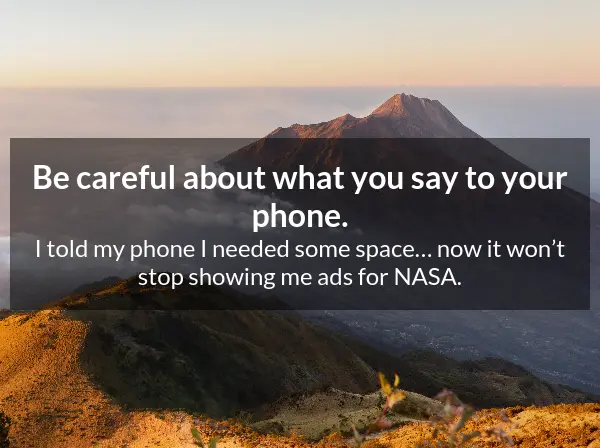 Be careful about what you say to your
phone.
I told my phone I needed some space… now it won’t
stop showing me ads for NASA.